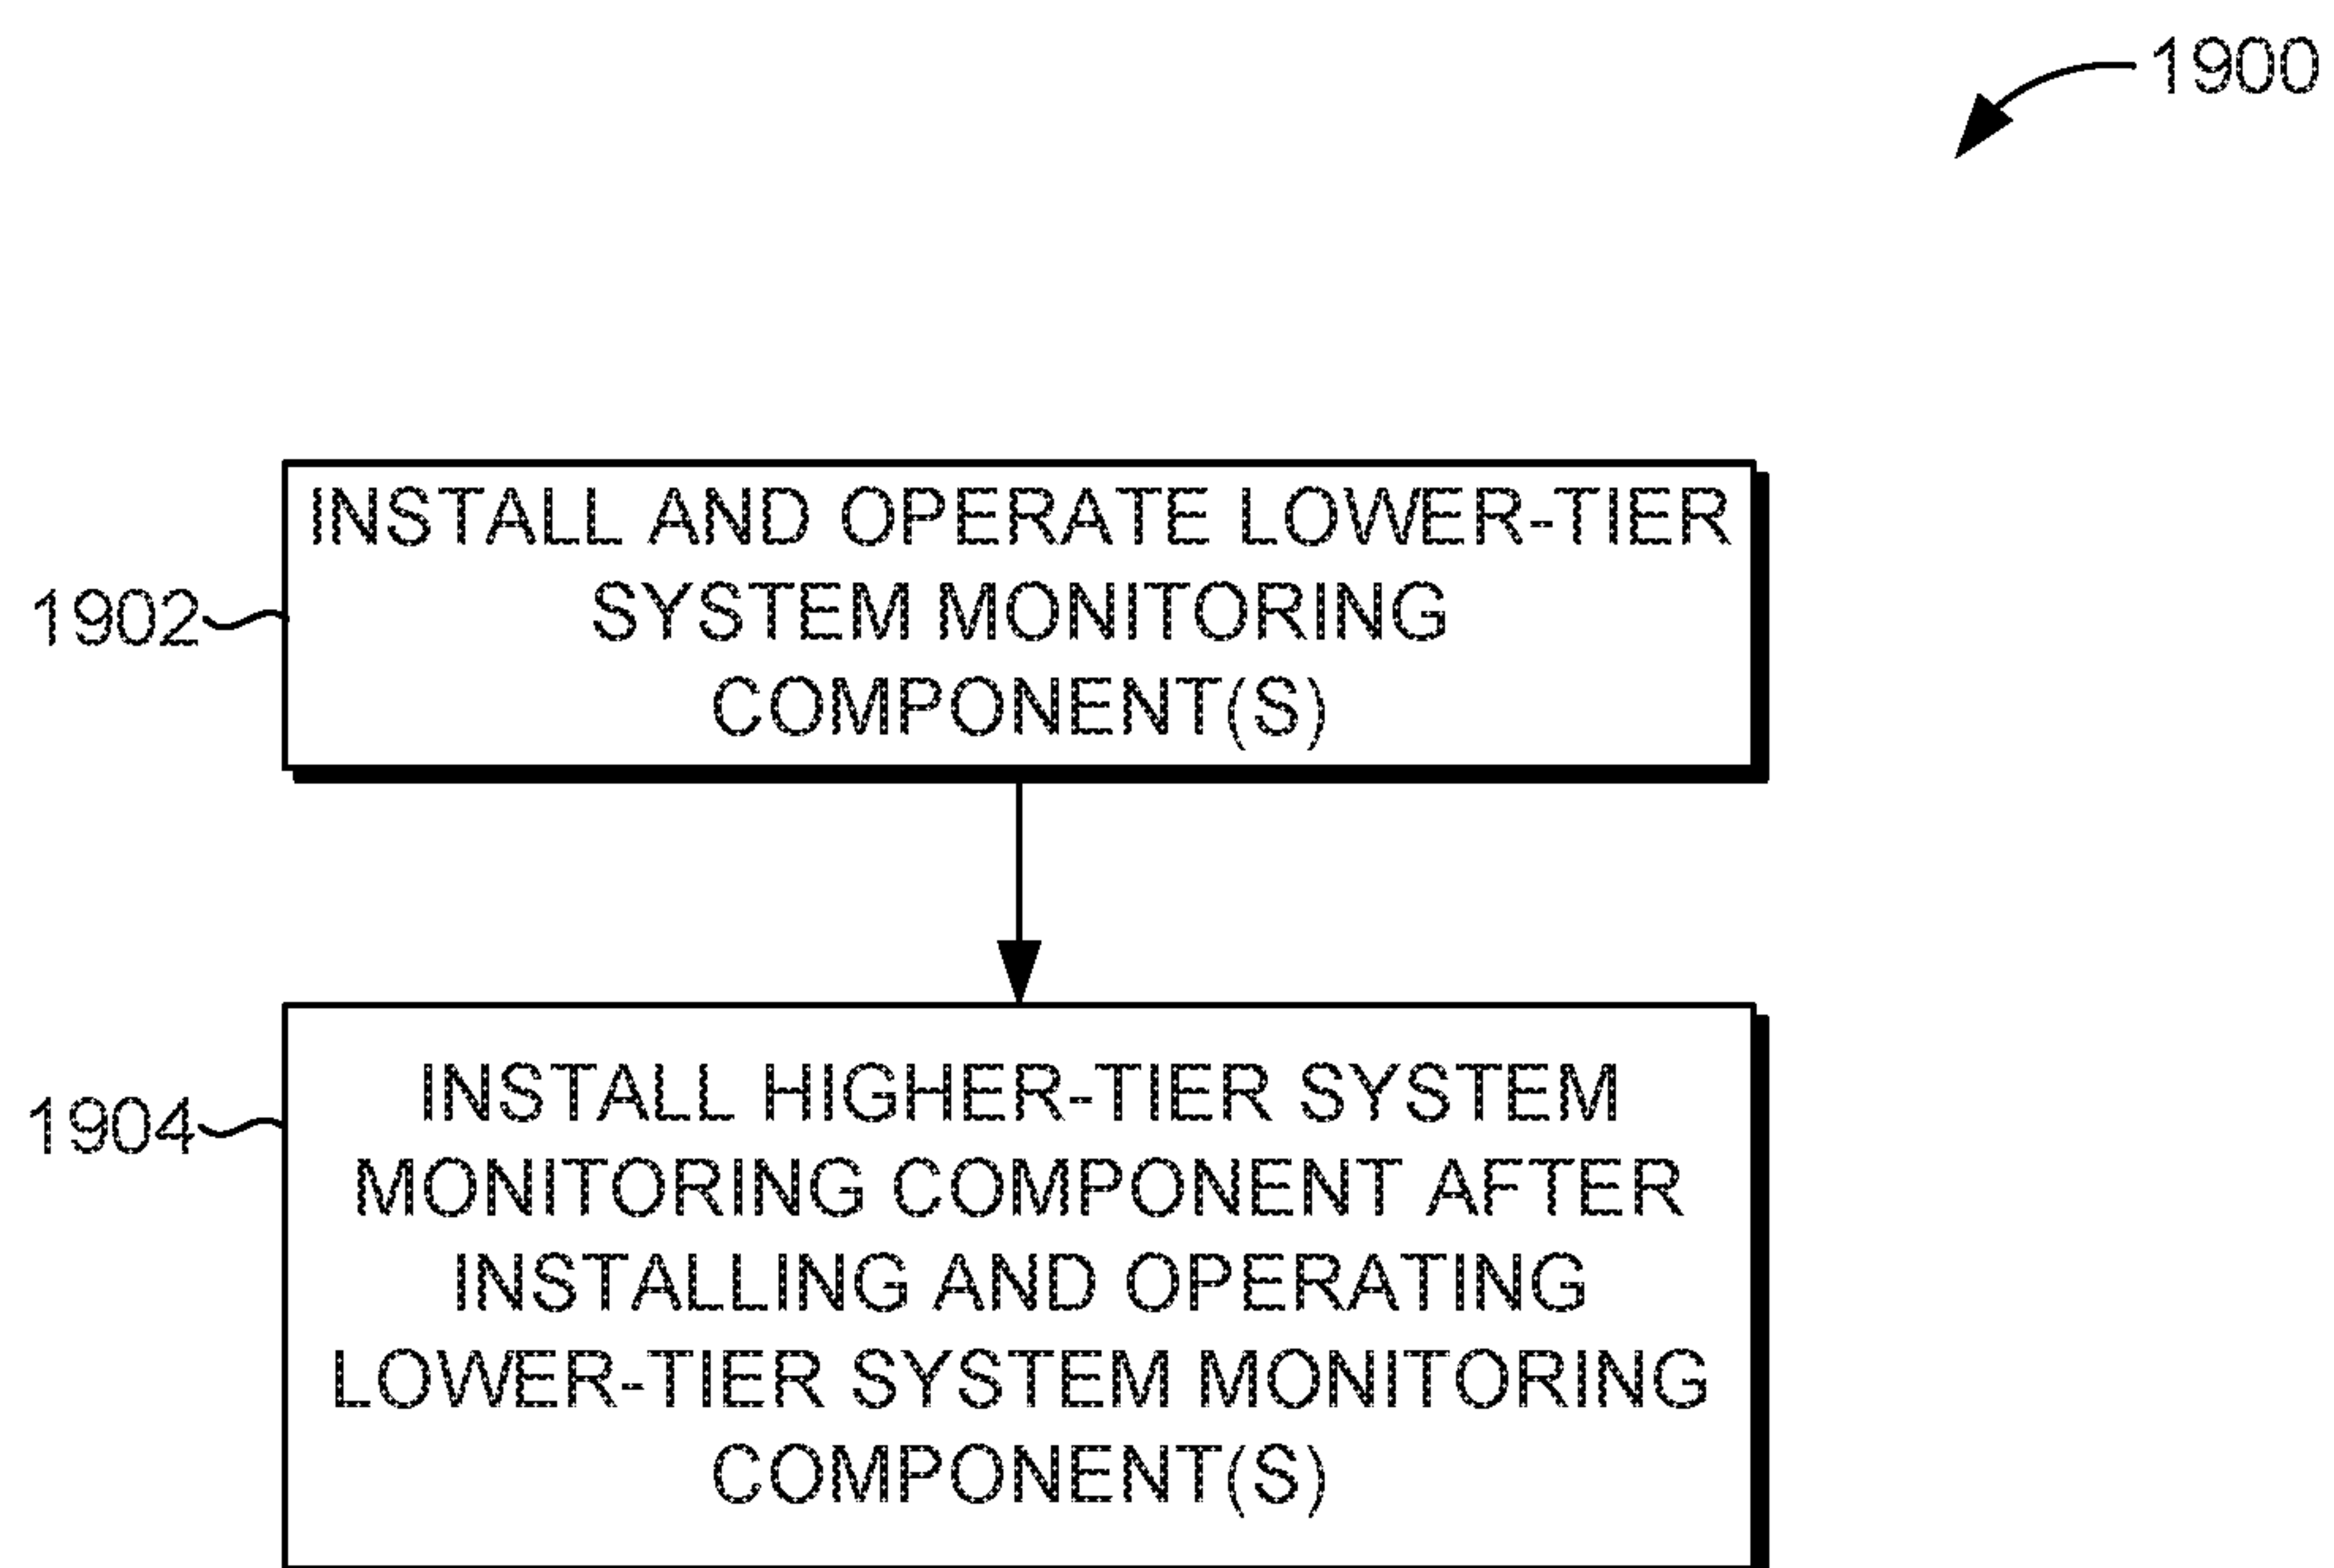 1900
INSTALL AND OPERATE LOWER-TIER
SYSTEM MONITORING
COMPONENT(S)
1902
INSTALL HIGHER-TIER SYSTEM
MONITORING COMPONENT AFTER
INSTALLING AND OPERATING
LOWER-TIER SYSTEM MONITORING
COMPONENT(S)
1904